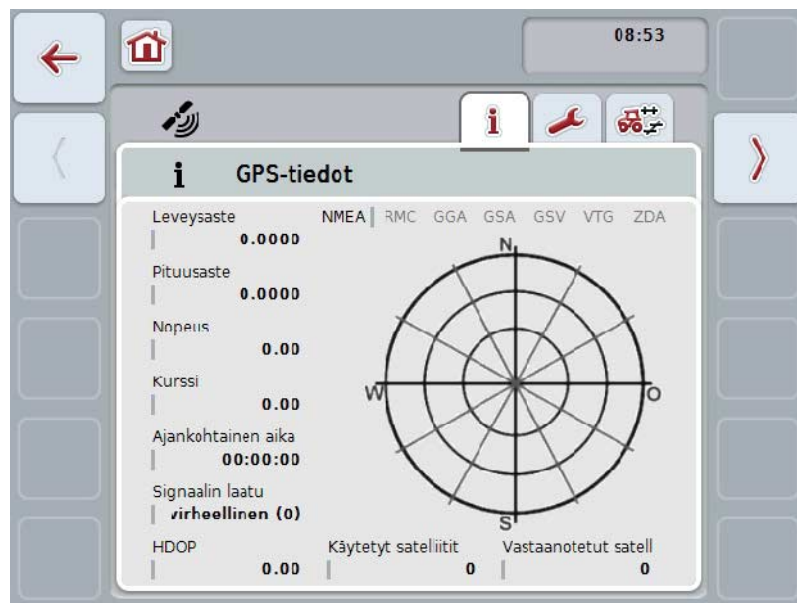 08:53
i
i GPS-tiedot
Leveysaste
0.0000
NMEA RMC GGA GSA GSV VTG ZDA
Pituusaste
0.0000
Nopeus
0.00
Kurssi
0.00
Ajankohtainen aika
00:00:00
Signaalin laatu
virheellinen (0)
HDOP
0.00
Käytetyt satelliitit
0
Vastaanotetut satell
0
N
W
O
S